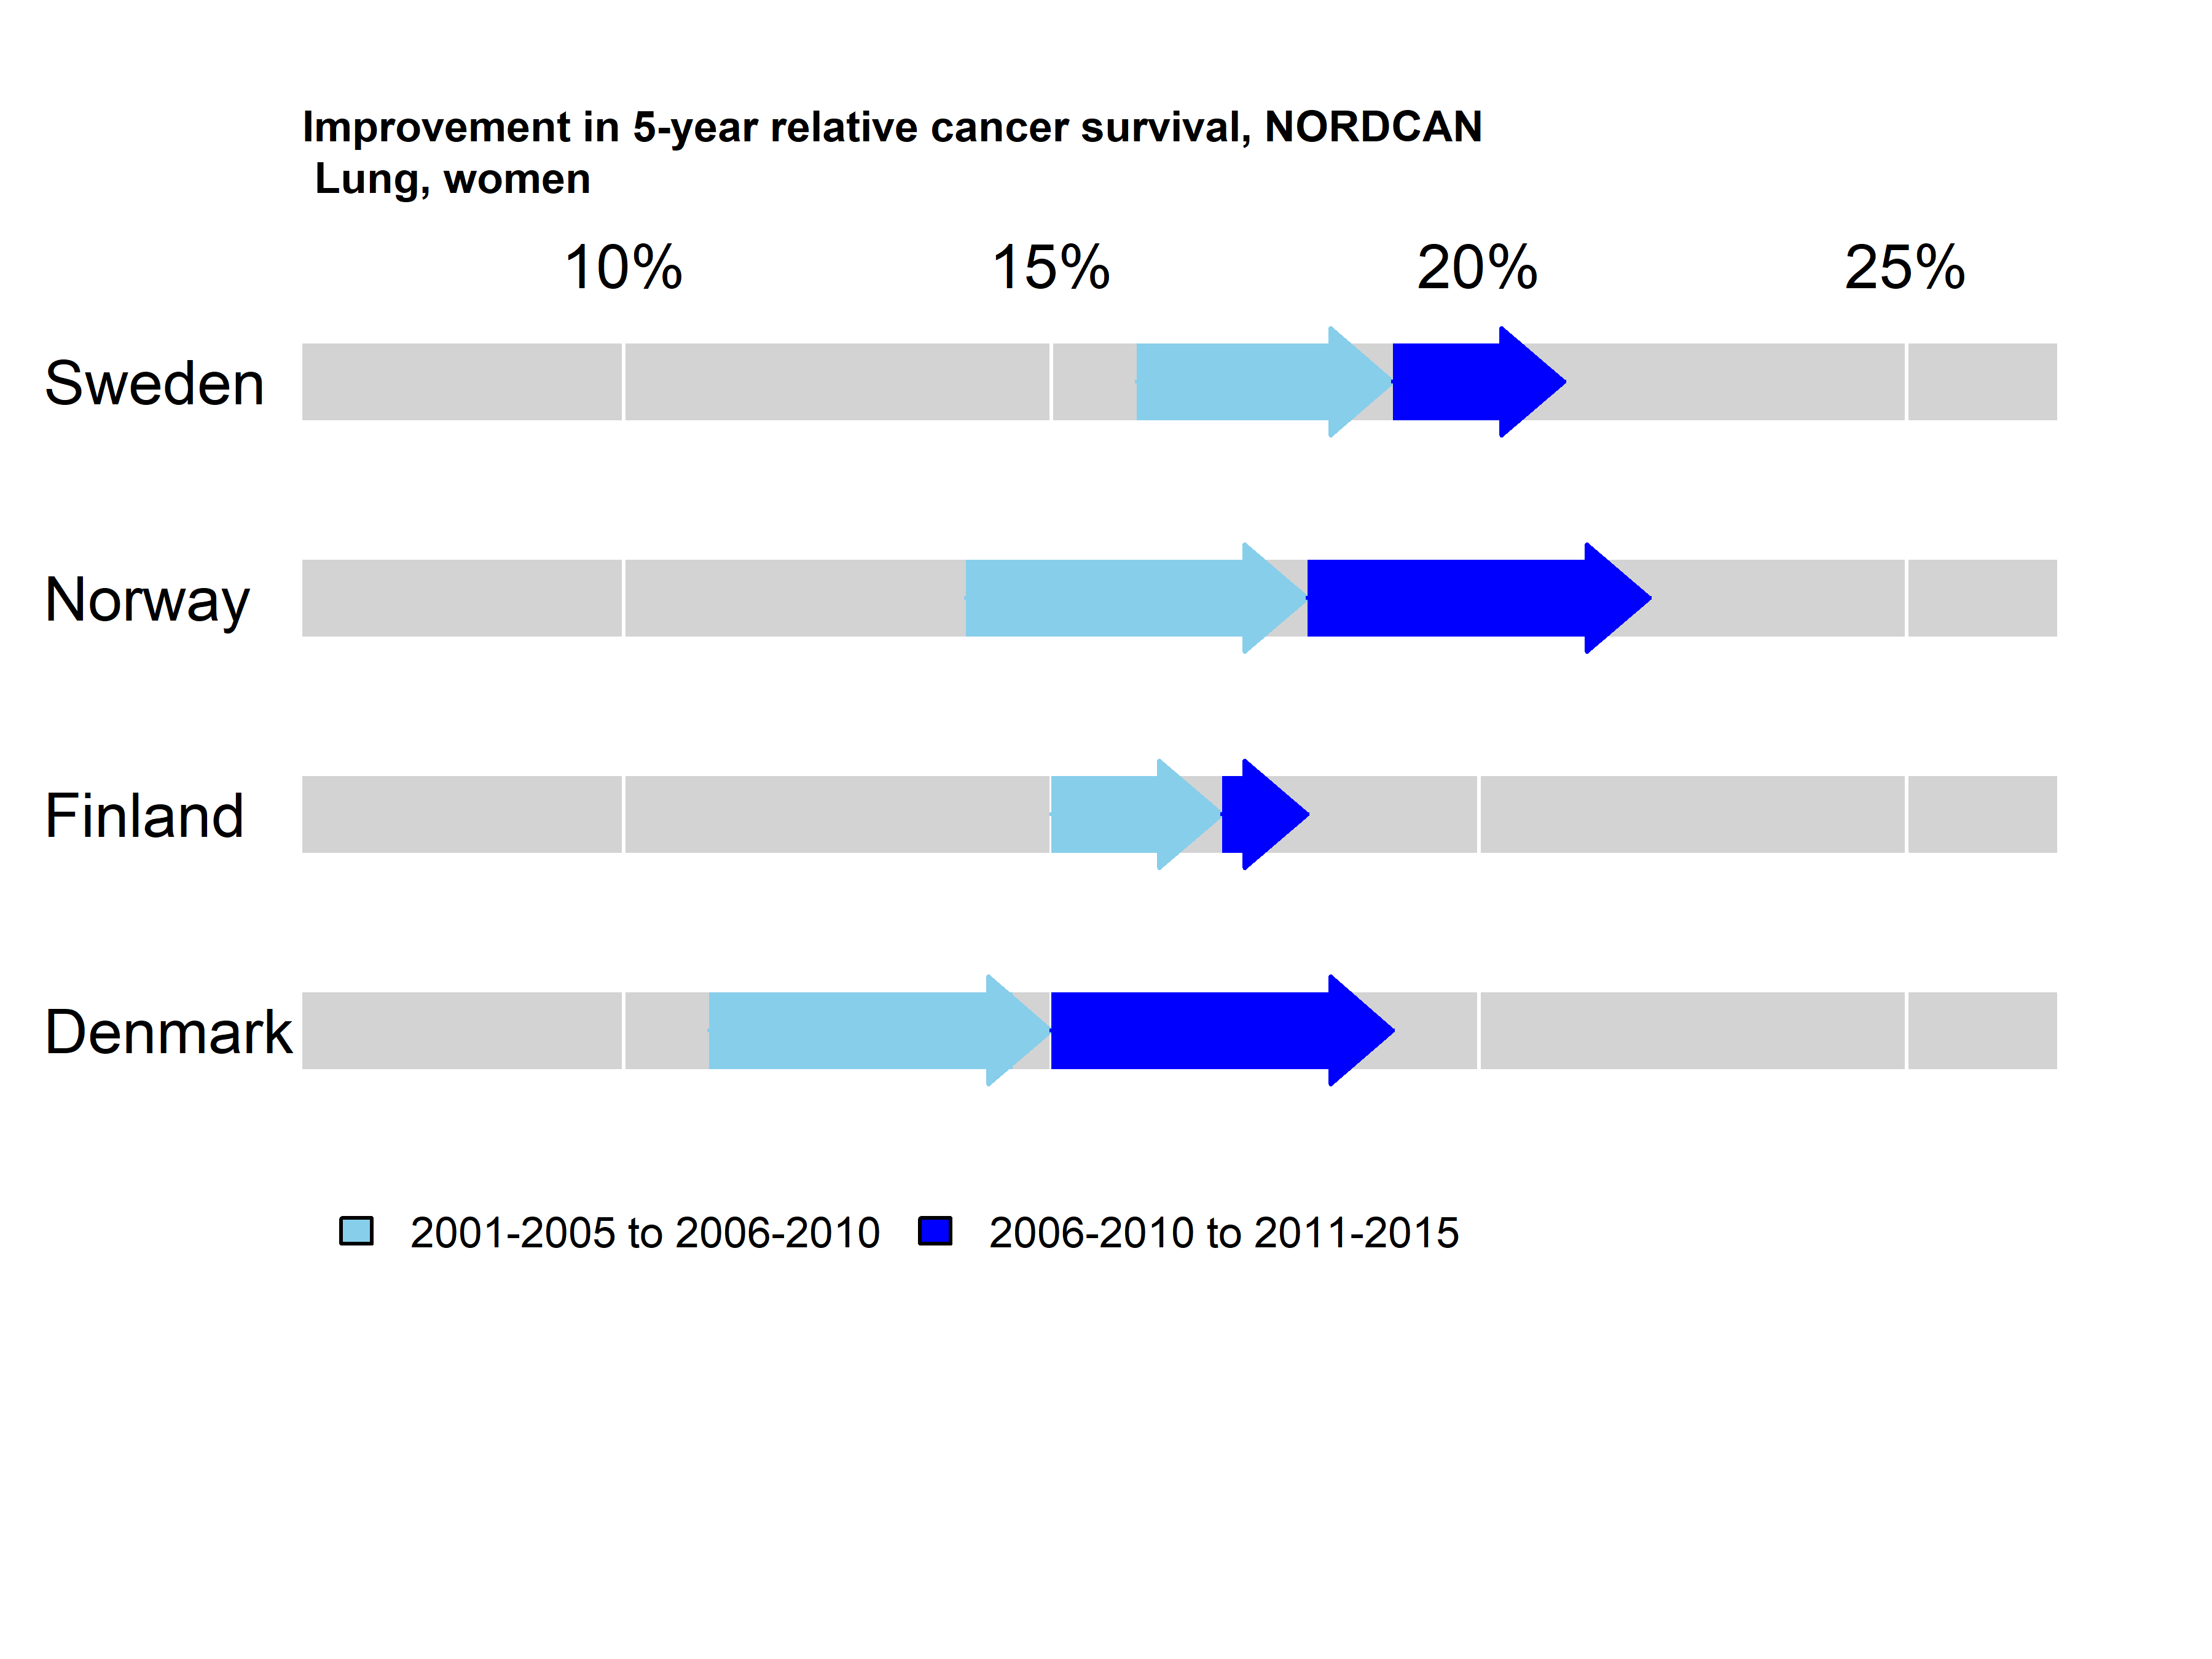 Improvement in 5-year relative cancer survival, NORDCAN
Lung, women
10% 15% 20% 25%
Sweden
Norway
Finland
Denmark
2001-2005 to 2006-2010 2006-2010 to 2011-2015